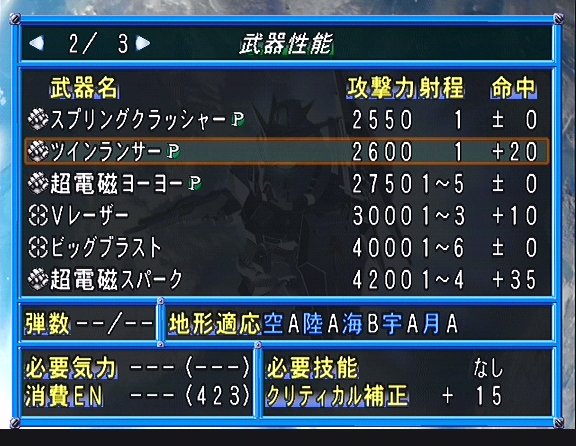 2/ 3 武器性能
武器名 攻撃力 射程 命中
スプリングクラッシャー P 2550 1 ± 0
ツインランサー P 2600 1 +20
超電磁ヨーヨー P 2750 1~5 ± 0
Vレーザー 3000 1~3 +10
ビッグブラスト 4000 1~6 ± 0
超電磁スパーク 4200 1~4 +35
弾数 --/-- 地形適応 空A陸A海B宇A月A
必要気力 ---(---) 必要技能 なし
消費EN ---(423) クリティカル補正 + 15